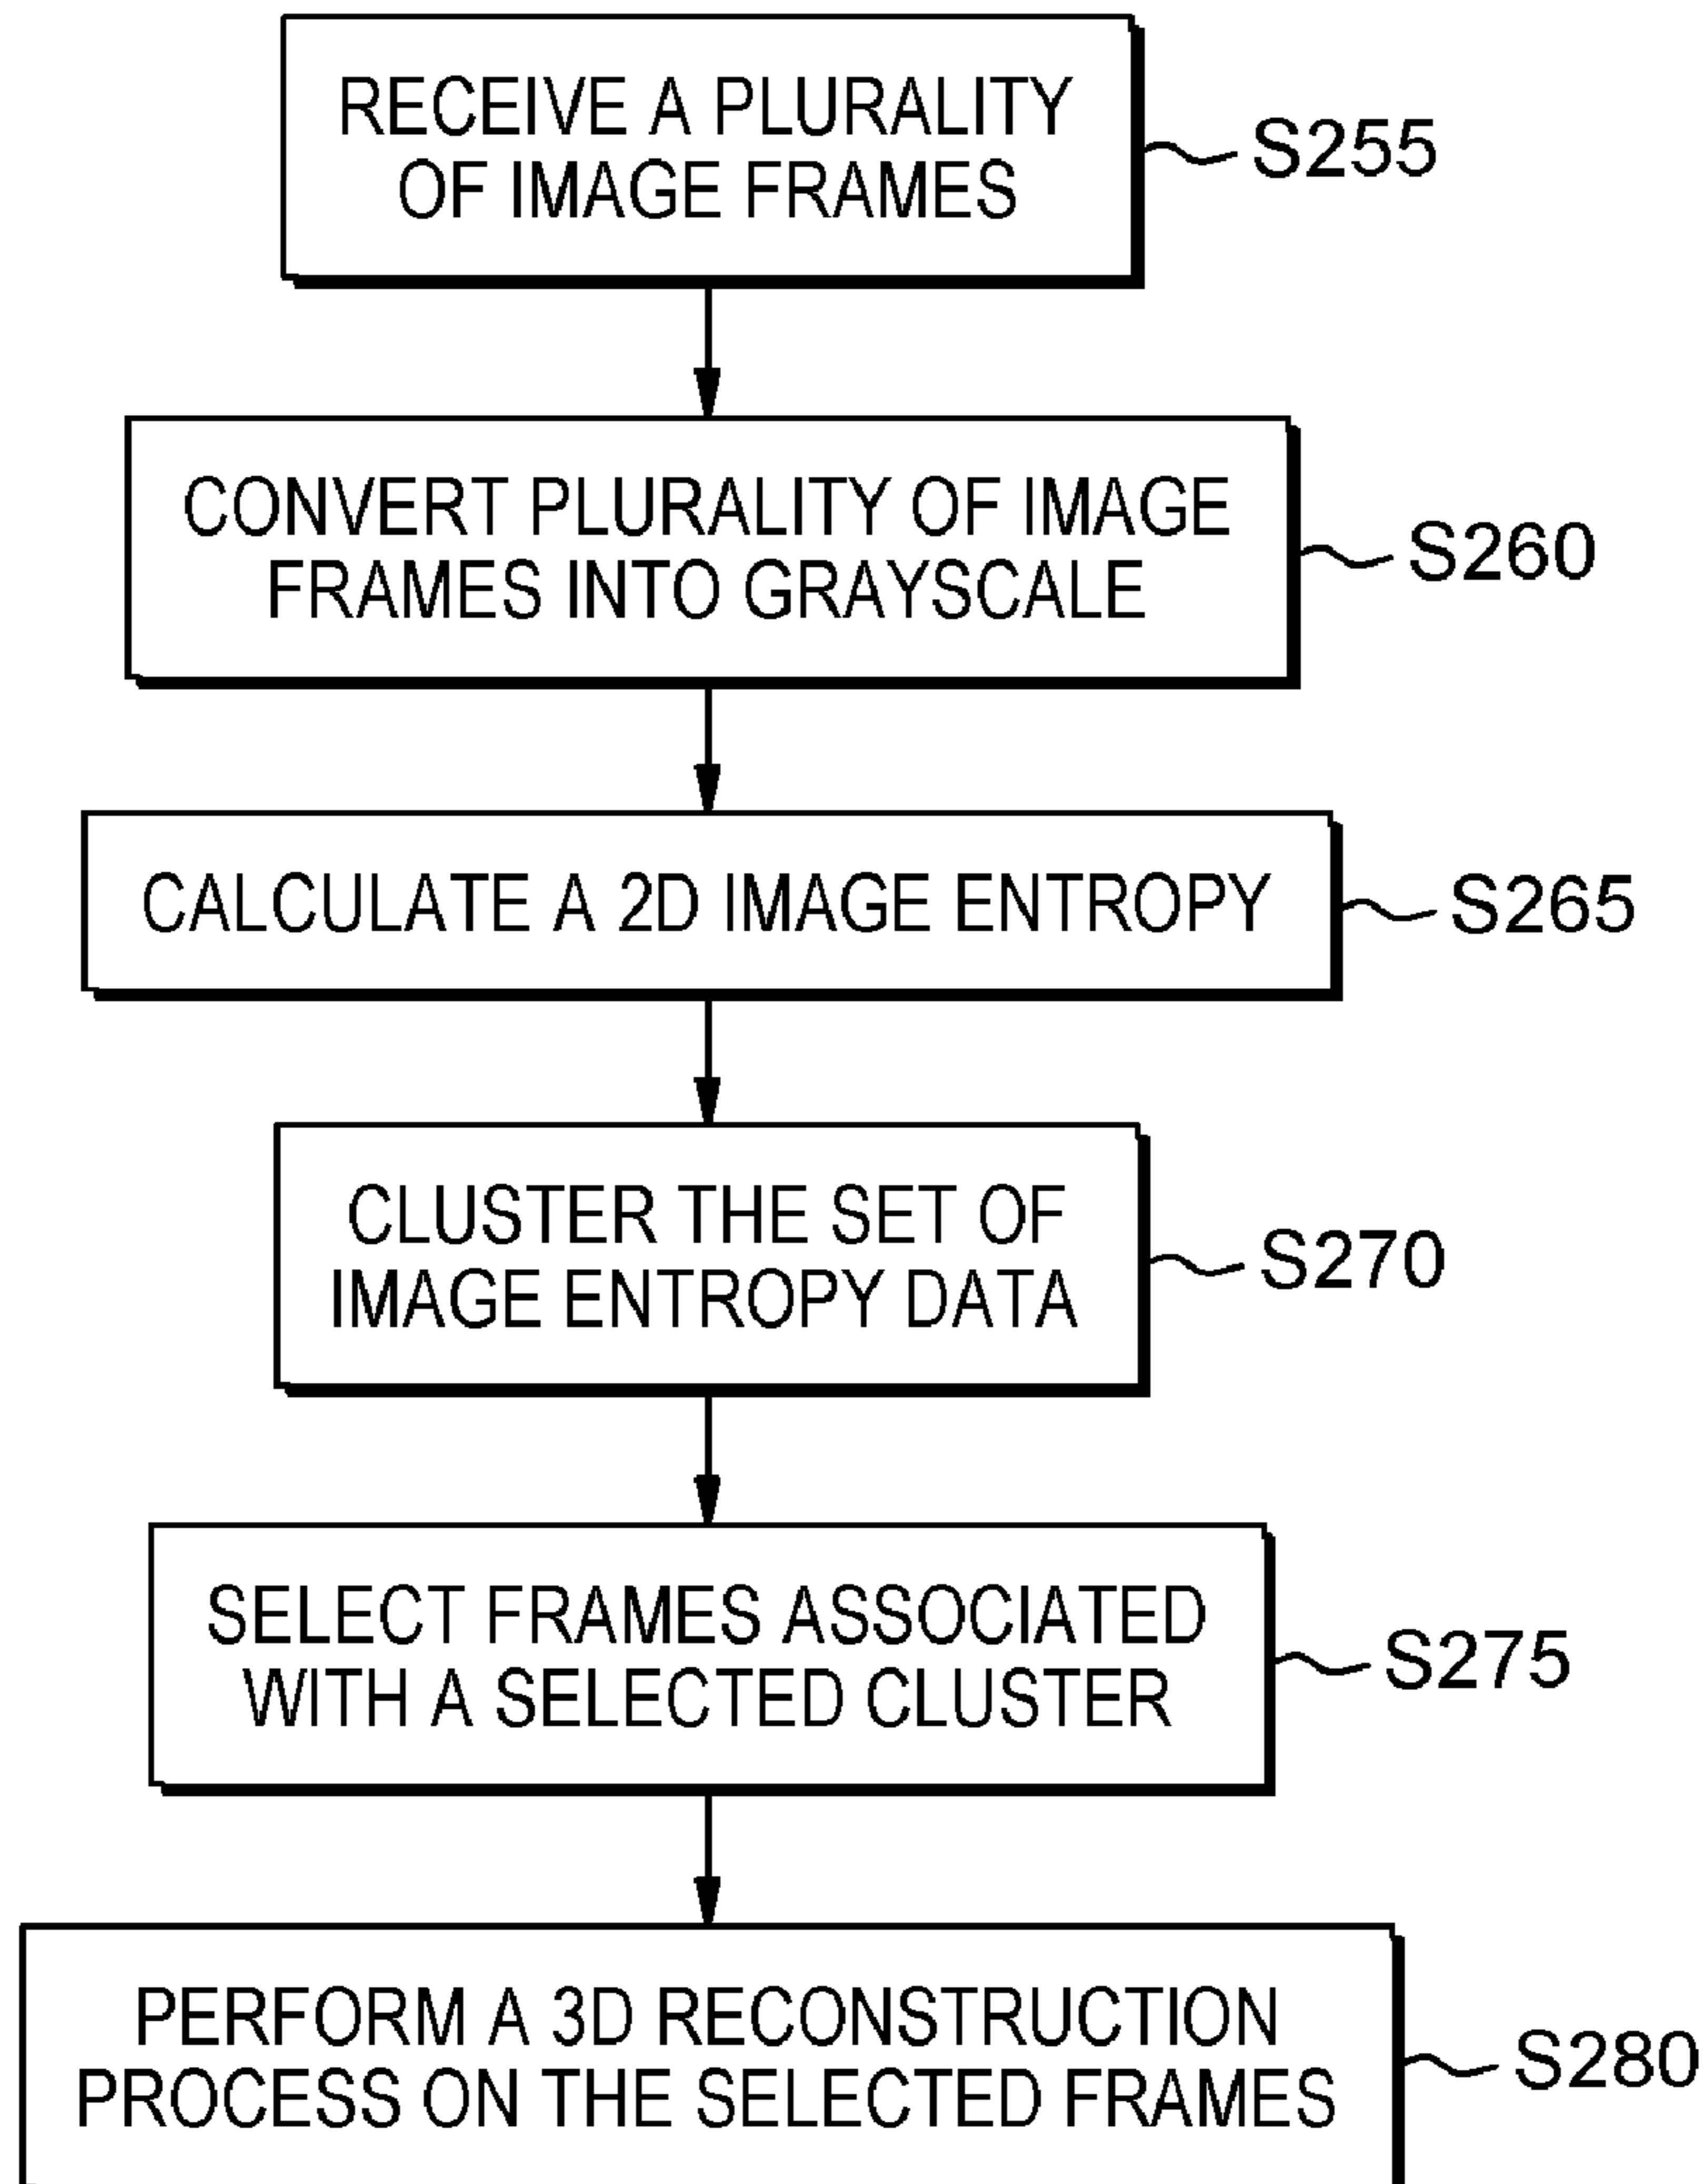 RECEIVE A PLURALITY
OF IMAGE FRAMES
S255
CONVERT PLURALITY OF IMAGE
FRAMES INTO GRAYSCALE
S260
CALCULATE A 2D IMAGE ENTROPY
S265
CLUSTER THE SET OF
IMAGE ENTROPY DATA
S270
SELECT FRAMES ASSOCIATED
WITH A SELECTED CLUSTER
S275
PERFORM A 3D RECONSTRUCTION
PROCESS ON THE SELECTED FRAMES
S280